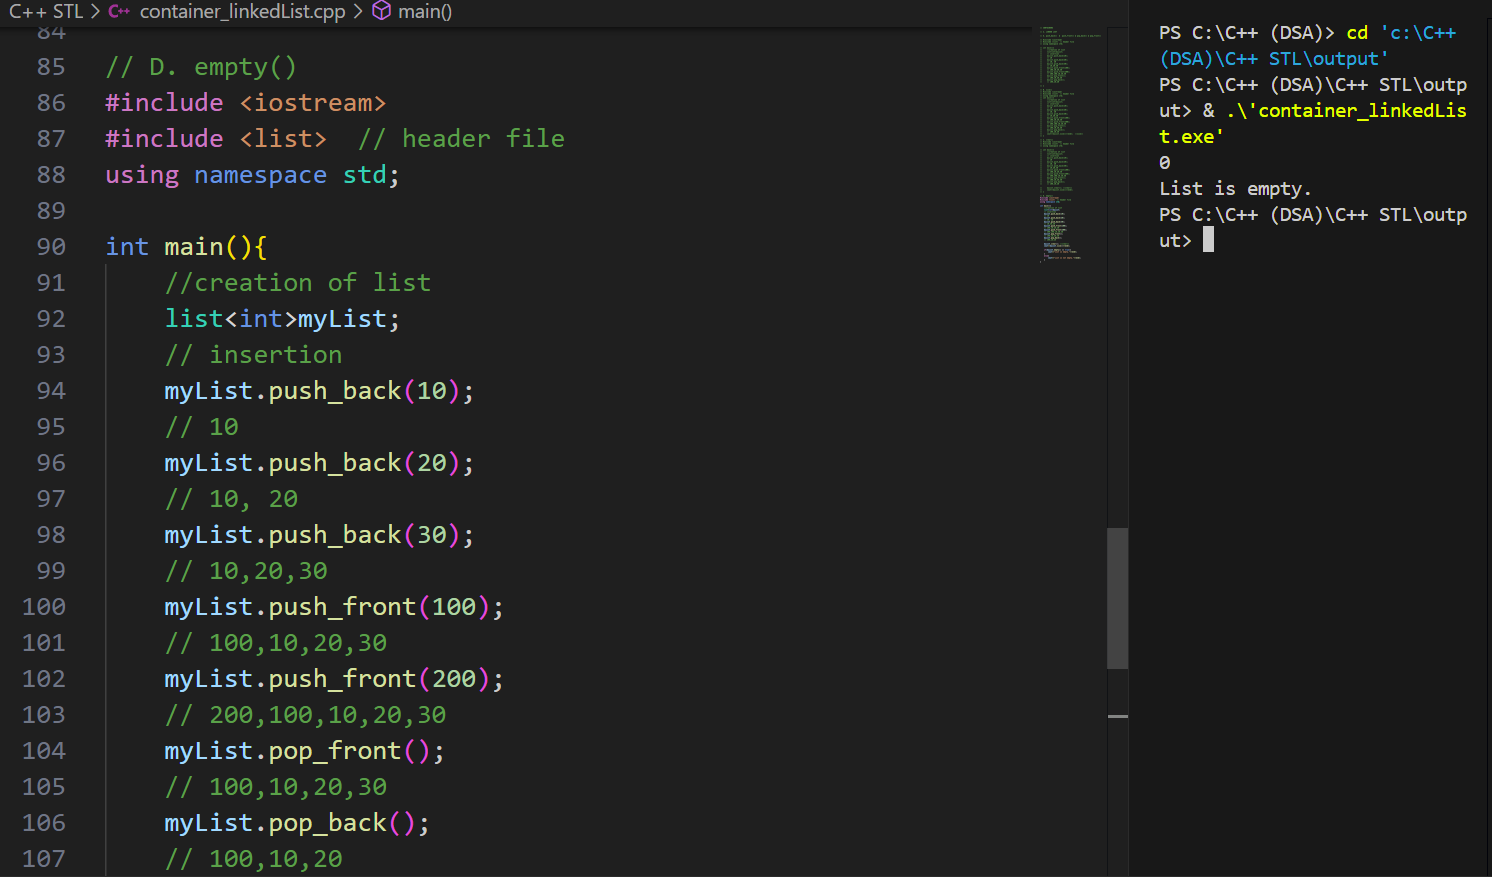 C++ STL > C++ container_linkedList.cpp > main()
84
85 // D. empty()
86 #include <iostream>
87 #include <list>  // header file
88 using namespace std;
89
90 int main(){
91     //creation of list
92     list<int>myList;
93     // insertion
94     myList.push_back(10);
95     // 10
96     myList.push_back(20);
97     // 10, 20
98     myList.push_back(30);
99     // 10,20,30
100     myList.push_front(100);
101     // 100,10,20,30
102     myList.push_front(200);
103     // 200,100,10,20,30
104     myList.pop_front();
105     // 100,10,20,30
106     myList.pop_back();
107     // 100,10,20
PS C:\C++ (DSA)> cd 'c:\C++
(DSA)\C++ STL\output'
PS C:\C++ (DSA)\C++ STL\outp
ut> & .\'container_linkedLis
t.exe'
0
List is empty.
PS C:\C++ (DSA)\C++ STL\outp
ut>